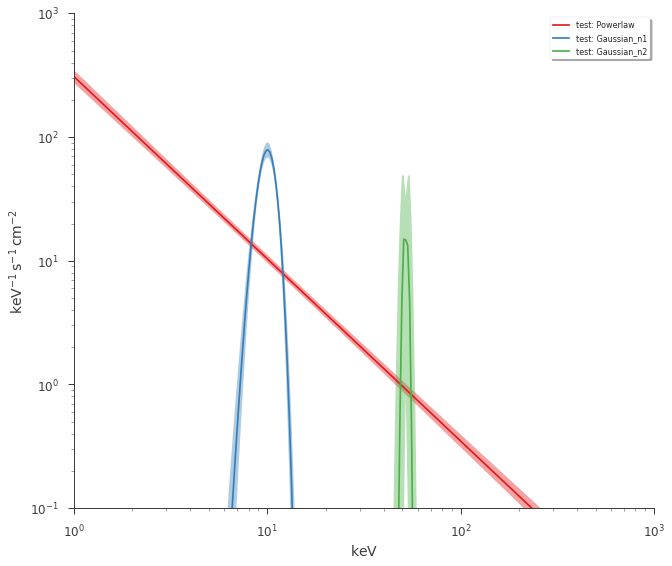 test: Powerlaw
test: Gaussian_n1
test: Gaussian_n2
10³
10²
10¹
10⁰
10⁻¹
keV⁻¹ s⁻¹ cm⁻²
10⁰ 10¹ 10² 10³
keV